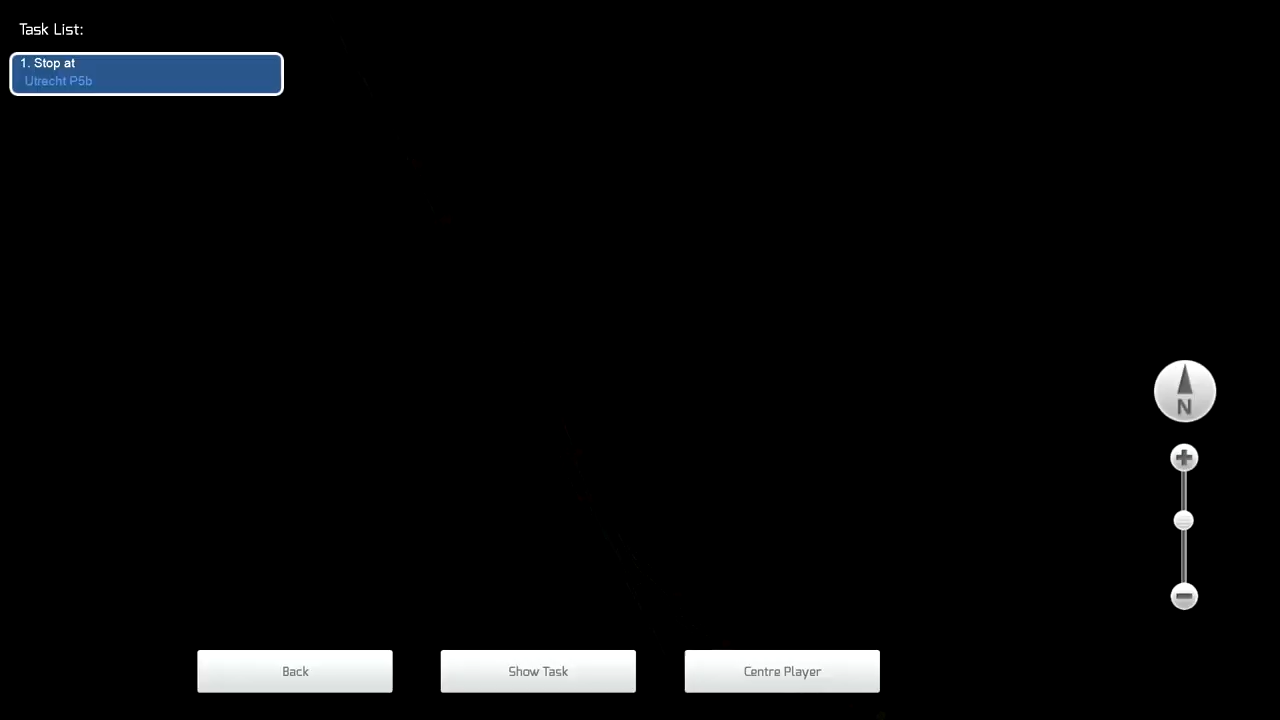 Task List:
1. Stop at
Utrecht P5b
N
Back
Show Task
Centre Player